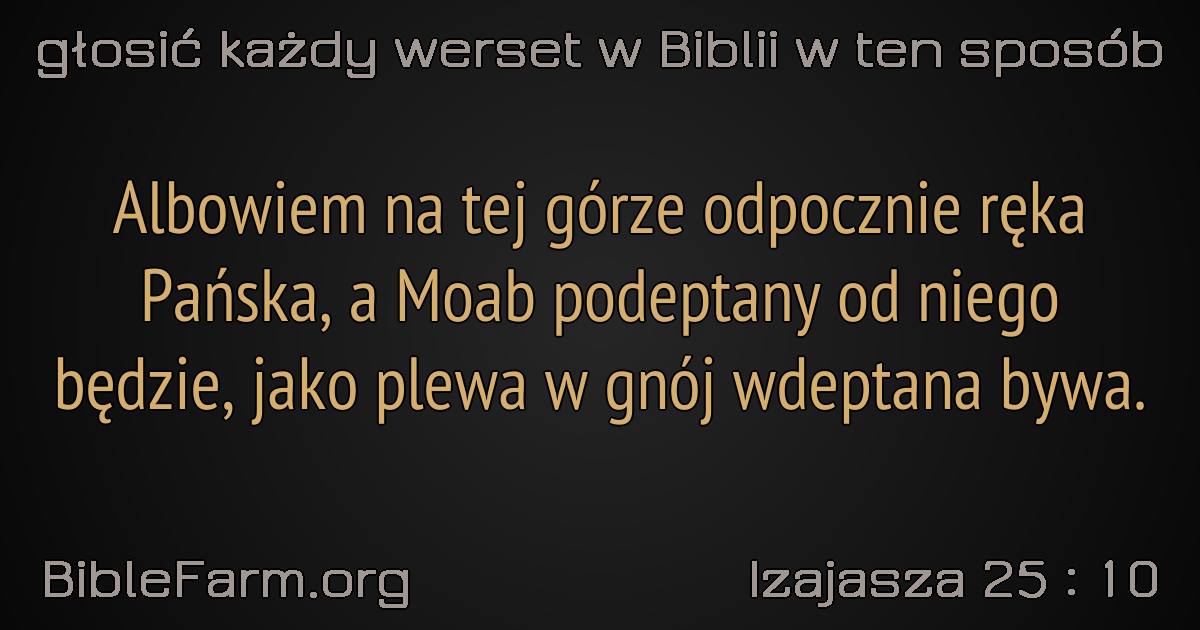 głosić każdy werset w Biblii w ten sposób
Albowiem na tej górze odpocznie ręka
Pańska, a Moab podeptany od niego
będzie, jako plewa w gnój wdeptana bywa.
BibleFarm.org
Izajasza 25 : 10